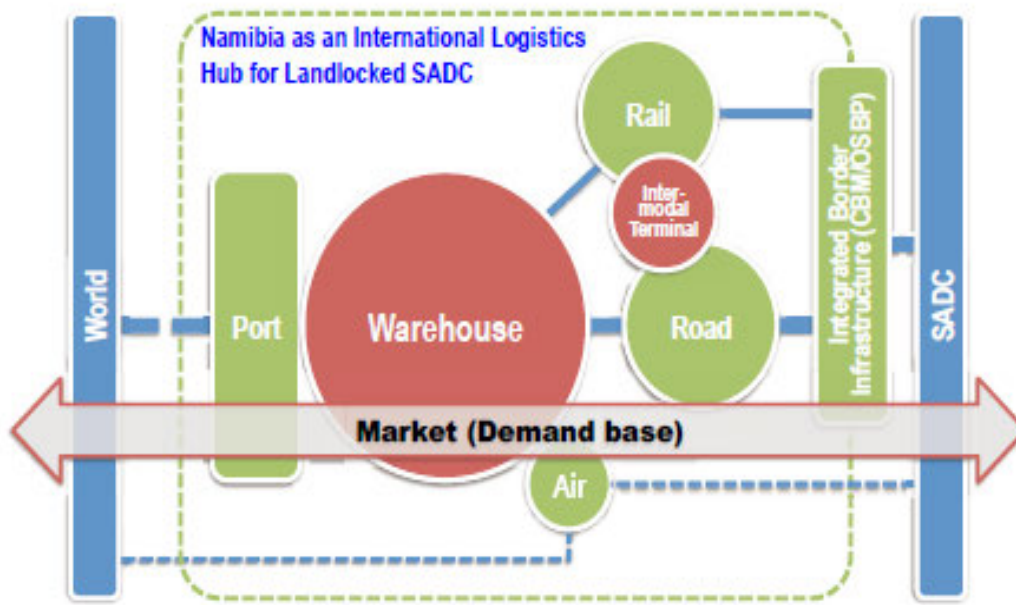 Namibia as an International Logistics
Hub for Landlocked SADC
World
Port
Warehouse
Rail
Inter-
modal
Terminal
Road
Air
Integrated Border
Infrastructure (CBM/OSBP)
SADC
Market (Demand base)